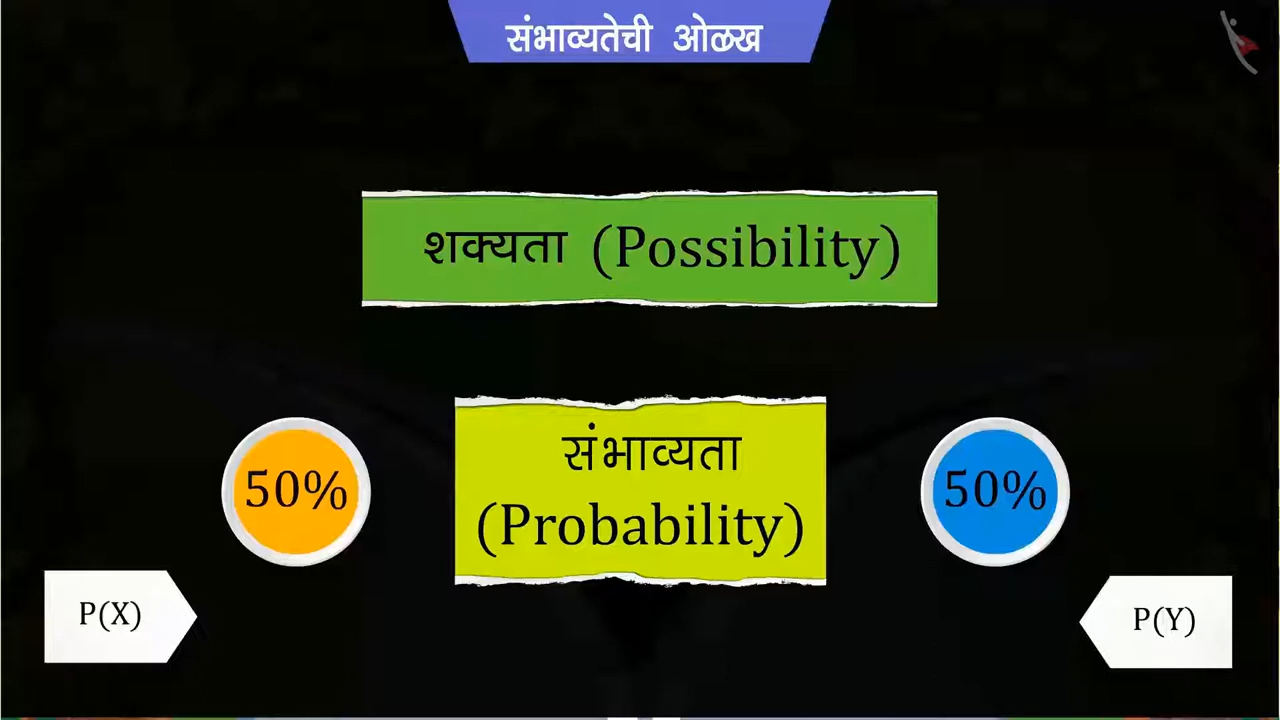 संभाव्यतेची ओळख
शक्यता (Possibility)
50%
संभाव्यता
(Probability)
50%
P(X)
P(Y)